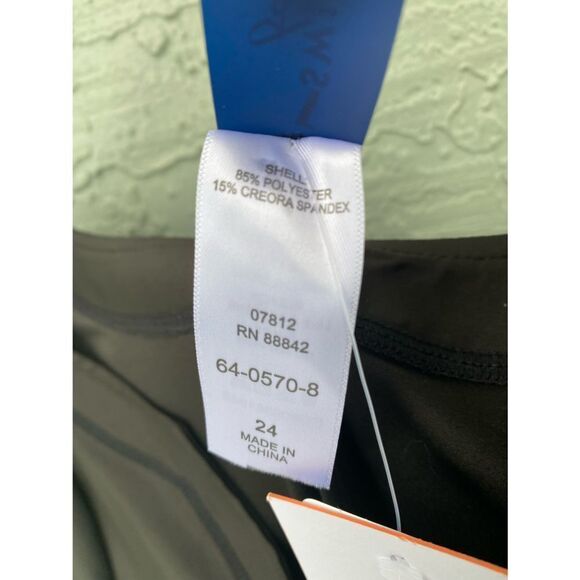 SHELL
85% POLYESTER
15% CREORA SPANDEX
07812
RN 88842
64-0570-8
24
MADE IN
CHINA